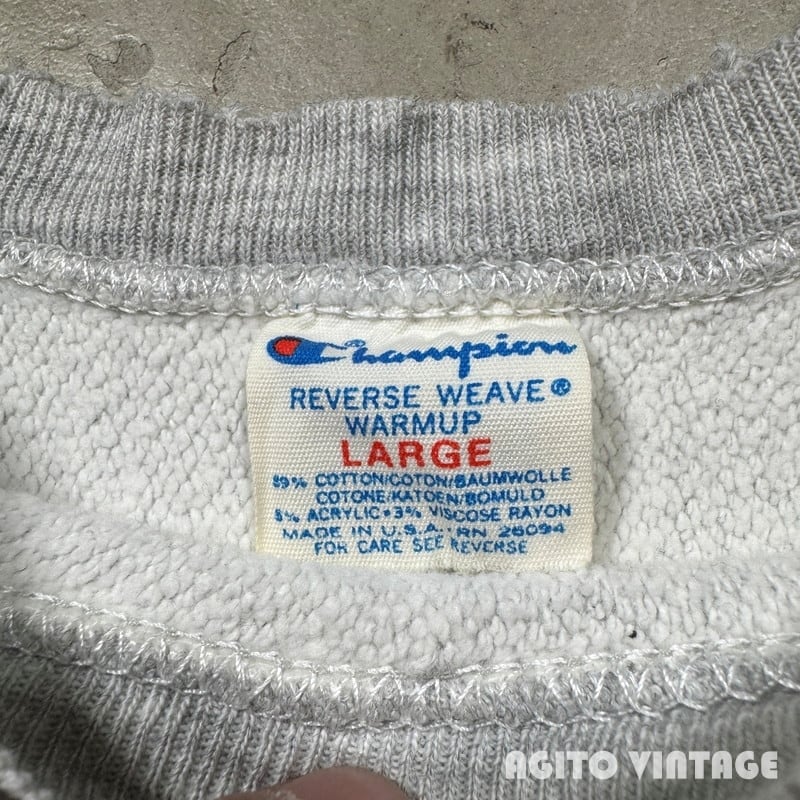 Champion
REVERSE WEAVE®
WARMUP
LARGE
89% COTTON/COTON/BAUMWOLLE
COTONE/KATOEN/BOMULD
8% ACRYLIC•3% VISCOSE RAYON
MADE IN U.S.A. RN 26094
FOR CARE SEE REVERSE
AGITO VINTAGE